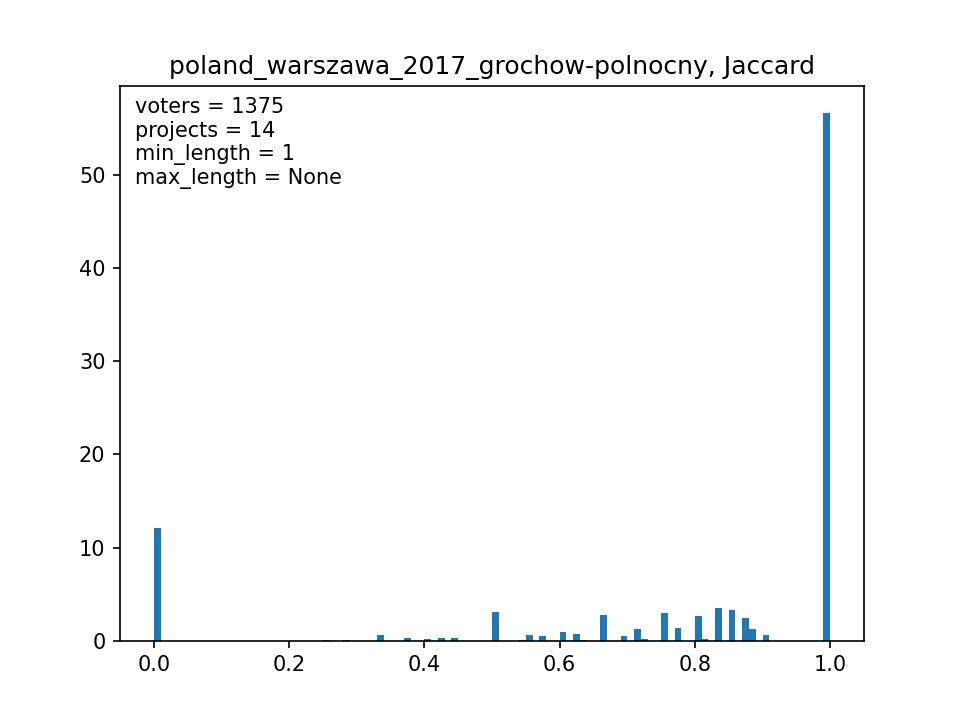 poland_warszawa_2017_grochow-polnocny, Jaccard
voters = 1375
projects = 14
min_length = 1
max_length = None
50
40
30
20
10
0
0.0 0.2 0.4 0.6 0.8 1.0